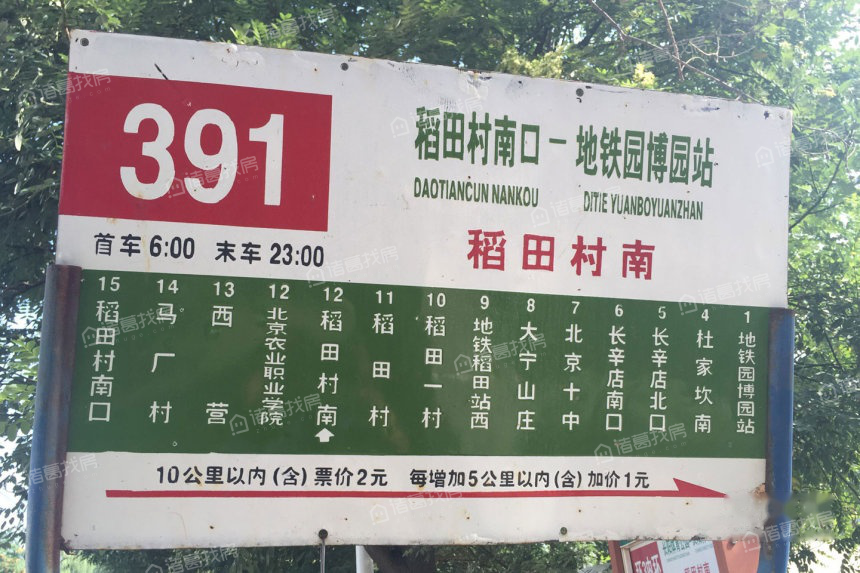 391
稻田村南口－地铁园博园站
DAOTIANCUN NANKOU DITIE YUANBOYUANZHAN
首车 6:00 末车 23:00
稻田村南
15 稻田村南口
14 马厂村
13 西营
12 北京农业职业学院
12 稻田村南
11 稻田村
10 稻田一村
9 地铁稻田站西
8 大宁山庄
7 北京十中
6 长辛店南口
5 长辛店北口
4 杜家坎南
1 地铁园博园站
10公里以内(含)票价2元 每增加5公里以内(含)加价1元
诸葛找房